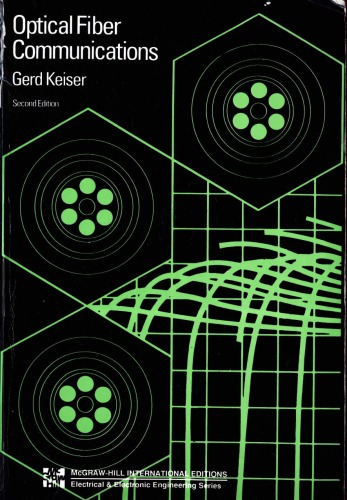 Optical Fiber
Communications
Gerd Keiser
Second Edition
McGRAW-HILL INTERNATIONAL EDITIONS
Electrical & Electronic Engineering Series